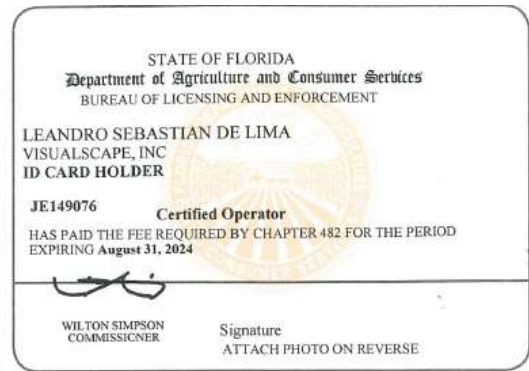 STATE OF FLORIDA
Department of Agriculture and Consumer Services
BUREAU OF LICENSING AND ENFORCEMENT
LEANDRO SEBASTIAN DE LIMA
VISUALSCAPE, INC
ID CARD HOLDER
JE149076
Certified Operator
HAS PAID THE FEE REQUIRED BY CHAPTER 482 FOR THE PERIOD
EXPIRING August 31, 2024
WILTON SIMPSON
COMMISSIONER
Signature
ATTACH PHOTO ON REVERSE